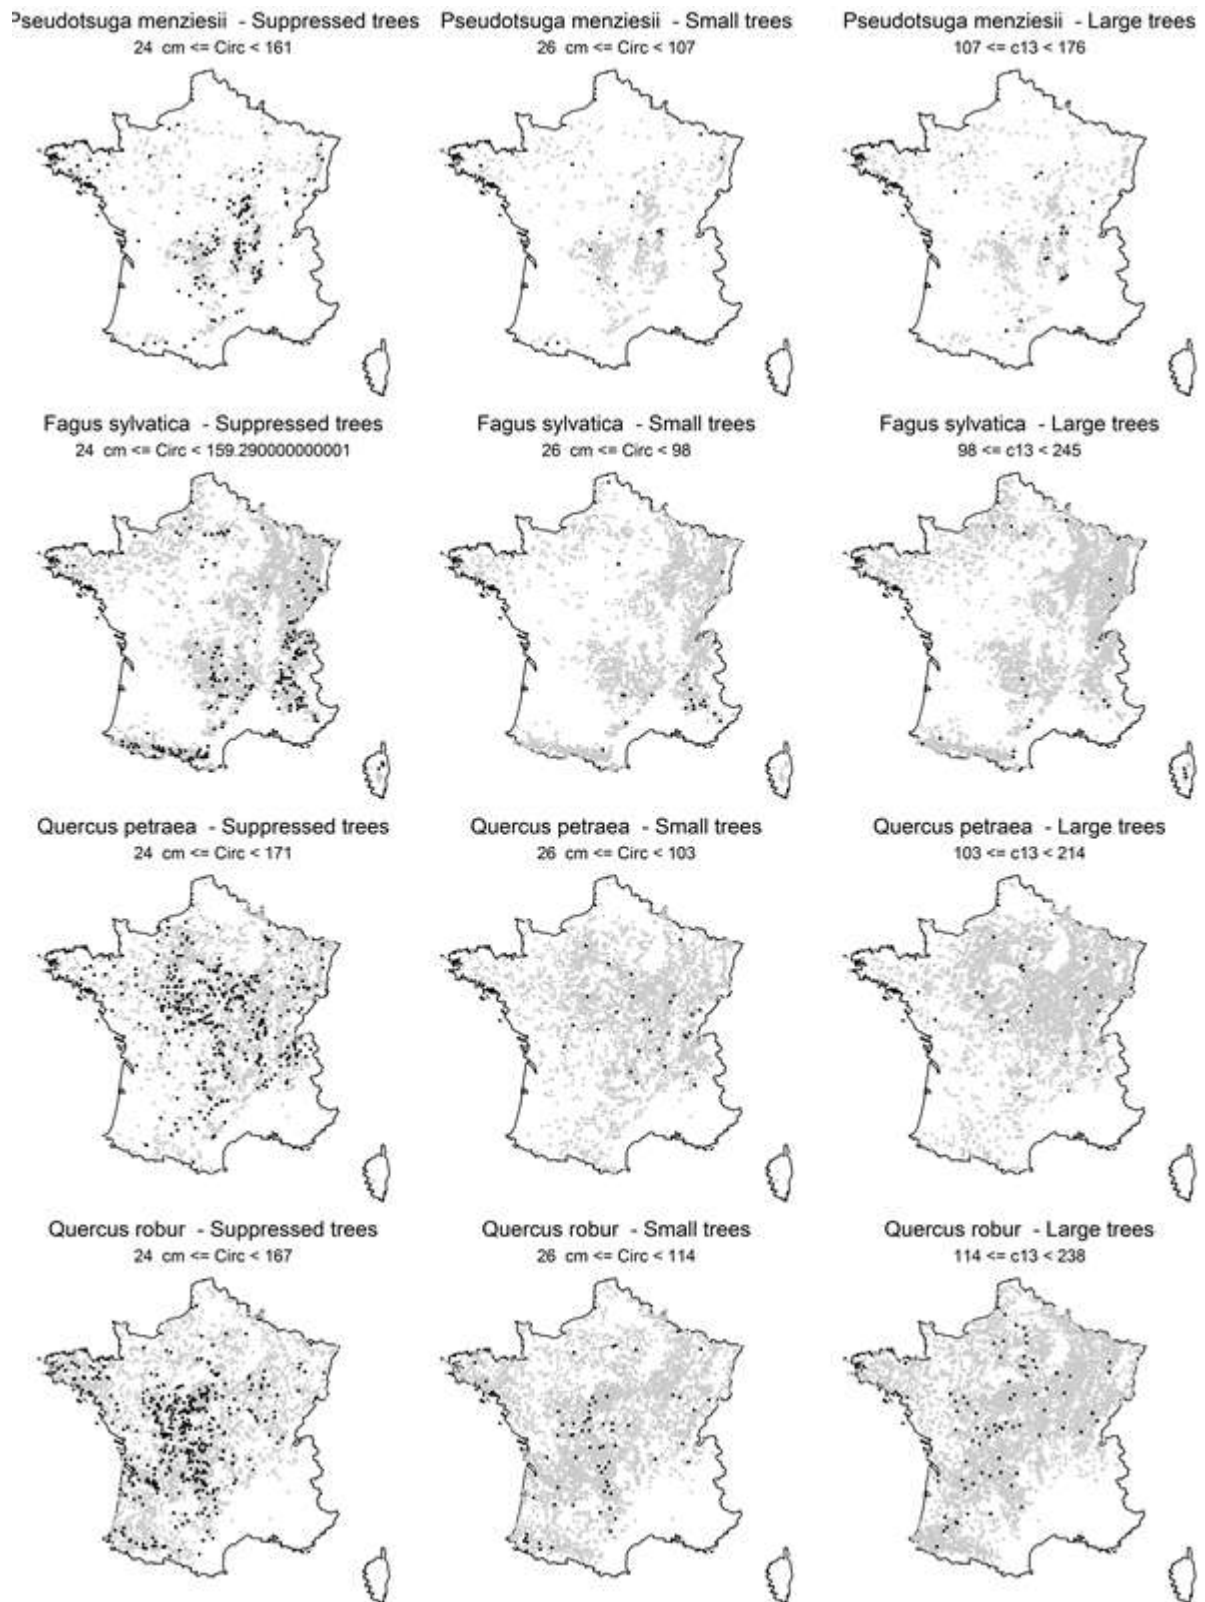 Pseudotsuga menziesii - Suppressed trees
24 cm <= Circ < 161
Pseudotsuga menziesii - Small trees
26 cm <= Circ < 107
Pseudotsuga menziesii - Large trees
107 <= c13 < 176
Fagus sylvatica - Suppressed trees
24 cm <= Circ < 159.290000000001
Fagus sylvatica - Small trees
26 cm <= Circ < 98
Fagus sylvatica - Large trees
98 <= c13 < 245
Quercus petraea - Suppressed trees
24 cm <= Circ < 171
Quercus petraea - Small trees
26 cm <= Circ < 103
Quercus petraea - Large trees
103 <= c13 < 214
Quercus robur - Suppressed trees
24 cm <= Circ < 167
Quercus robur - Small trees
26 cm <= Circ < 114
Quercus robur - Large trees
114 <= c13 < 238